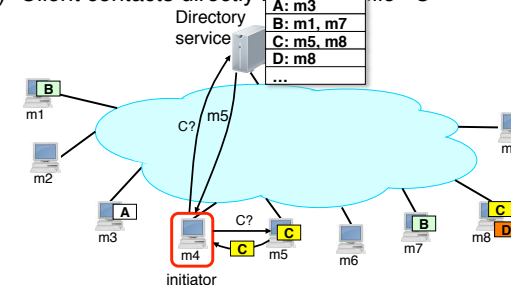 Client contacts directly
Directory
service
A: m3
B: m1, m7
C: m5, m8
D: m8
...
B
m1
C?
m5
m2
A
m3
C?
C
C
m4
m5
initiator
m6
B
m7
C
D
m8
m